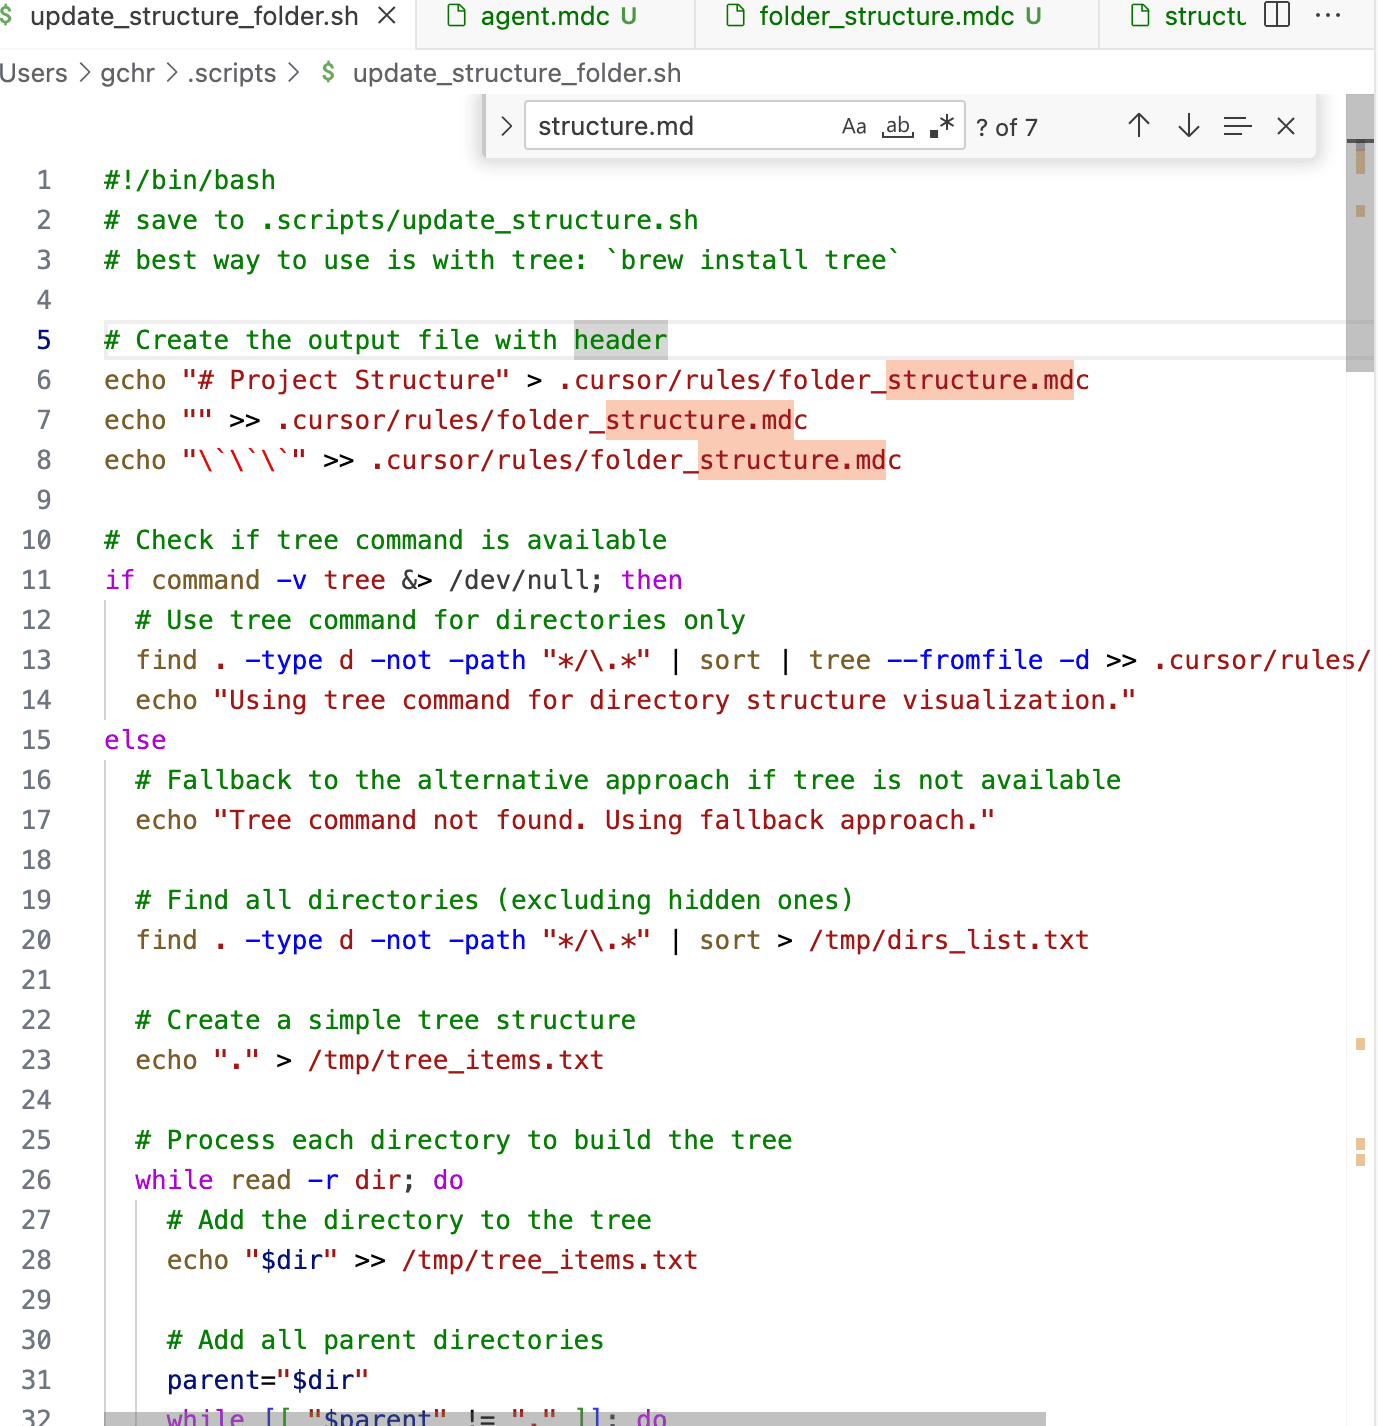 $ update_structure_folder.sh agent.mdc U folder_structure.mdc U structu ...
Users > gchr > .scripts > $ update_structure_folder.sh
> structure.md Aa ab .* ? of 7
1 #!/bin/bash
2 # save to .scripts/update_structure.sh
3 # best way to use is with tree: `brew install tree`
4
5 # Create the output file with header
6 echo "# Project Structure" > .cursor/rules/folder_structure.mdc
7 echo "" >> .cursor/rules/folder_structure.mdc
8 echo "\`\`\`" >> .cursor/rules/folder_structure.mdc
9
10 # Check if tree command is available
11 if command -v tree &> /dev/null; then
12 # Use tree command for directories only
13 find . -type d -not -path "*/\.*" | sort | tree --fromfile -d >> .cursor/rules/
14 echo "Using tree command for directory structure visualization."
15 else
16 # Fallback to the alternative approach if tree is not available
17 echo "Tree command not found. Using fallback approach."
18
19 # Find all directories (excluding hidden ones)
20 find . -type d -not -path "*/\.*" | sort > /tmp/dirs_list.txt
21
22 # Create a simple tree structure
23 echo "." > /tmp/tree_items.txt
24
25 # Process each directory to build the tree
26 while read -r dir; do
27 # Add the directory to the tree
28 echo "$dir" >> /tmp/tree_items.txt
29
30 # Add all parent directories
31 parent="$dir"
32 while [[ "$parent" != "." ]]; do